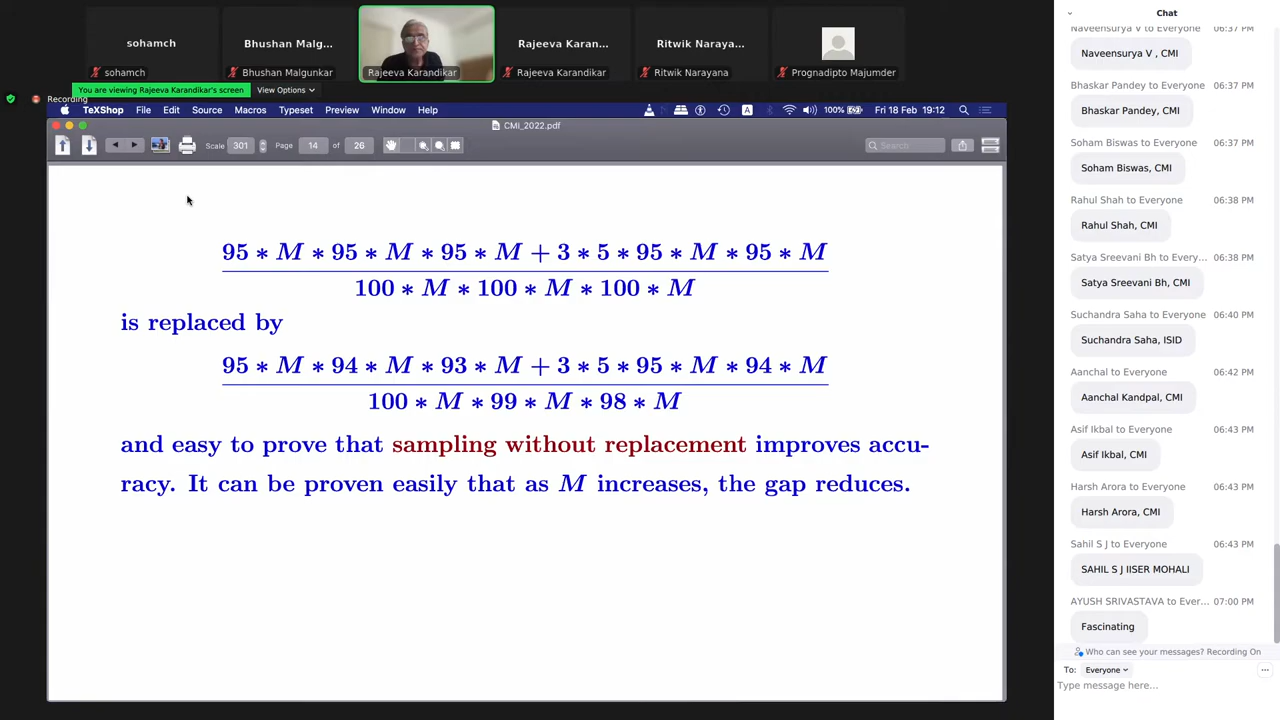 sohamch
Bhushan Malg...
Rajeeva Karan...
Ritwik Naraya...
sohamch
Bhushan Malgunkar
Rajeeva Karandikar
Rajeeva Karandikar
Ritwik Narayana
Prognadipto Majumder
You are viewing Rajeeva Karandikar's screen
View Options
Recording
TeXShop File Edit Source Macros Typeset Preview Window Help
A 100% Fri 18 Feb 19:12
CMI_2022.pdf
Scale 301 Page 14 of 26 Search
95 * M * 95 * M * 95 * M + 3 * 5 * 95 * M * 95 * M
100 * M * 100 * M * 100 * M
is replaced by
95 * M * 94 * M * 93 * M + 3 * 5 * 95 * M * 94 * M
100 * M * 99 * M * 98 * M
and easy to prove that sampling without replacement improves accu-
racy. It can be proven easily that as M increases, the gap reduces.
Chat
Naveensurya V to Everyone 06:37 PM
Naveensurya V , CMI
Bhaskar Pandey to Everyone 06:37 PM
Bhaskar Pandey, CMI
Soham Biswas to Everyone 06:37 PM
Soham Biswas, CMI
Rahul Shah to Everyone 06:38 PM
Rahul Shah, CMI
Satya Sreevani Bh to Every... 06:38 PM
Satya Sreevani Bh, CMI
Suchandra Saha to Everyone 06:40 PM
Suchandra Saha, ISID
Aanchal to Everyone 06:42 PM
Aanchal Kandpal, CMI
Asif Ikbal to Everyone 06:43 PM
Asif Ikbal, CMI
Harsh Arora to Everyone 06:43 PM
Harsh Arora, CMI
Sahil S J to Everyone 06:43 PM
SAHIL S J IISER MOHALI
AYUSH SRIVASTAVA to Ever... 07:00 PM
Fascinating
Who can see your messages? Recording On
To: Everyone ...
Type message here...